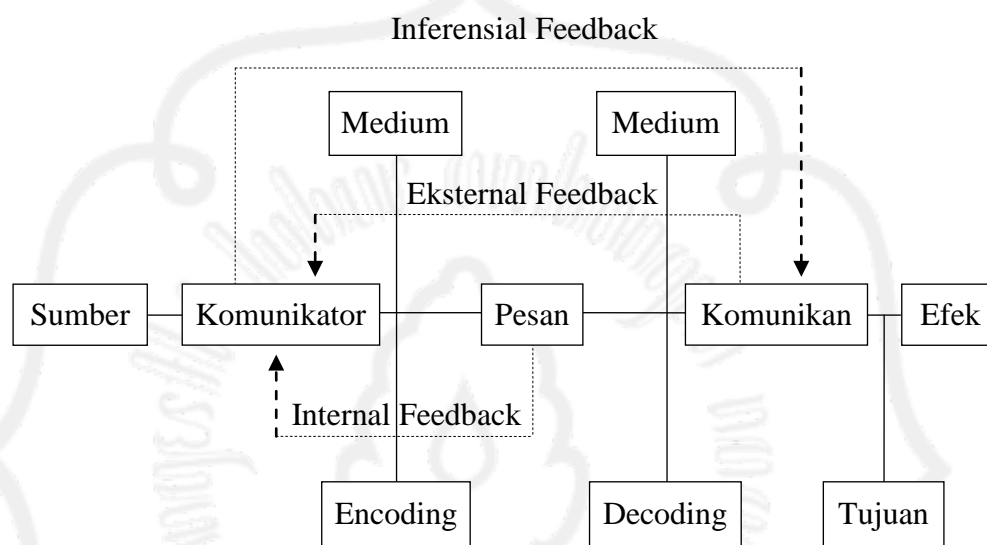 Inferensial Feedback
Medium Medium
Eksternal Feedback
Sumber Komunikator Pesan Komunikan Efek
Internal Feedback
Encoding Decoding Tujuan